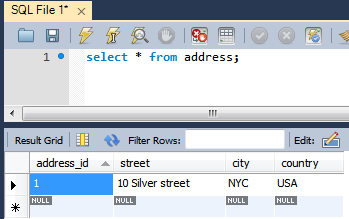 SQL File 1*
1 select * from address;
Result Grid Filter Rows: Edit:
address_id street city country
1 10 Silver street NYC USA
NULL NULL NULL NULL